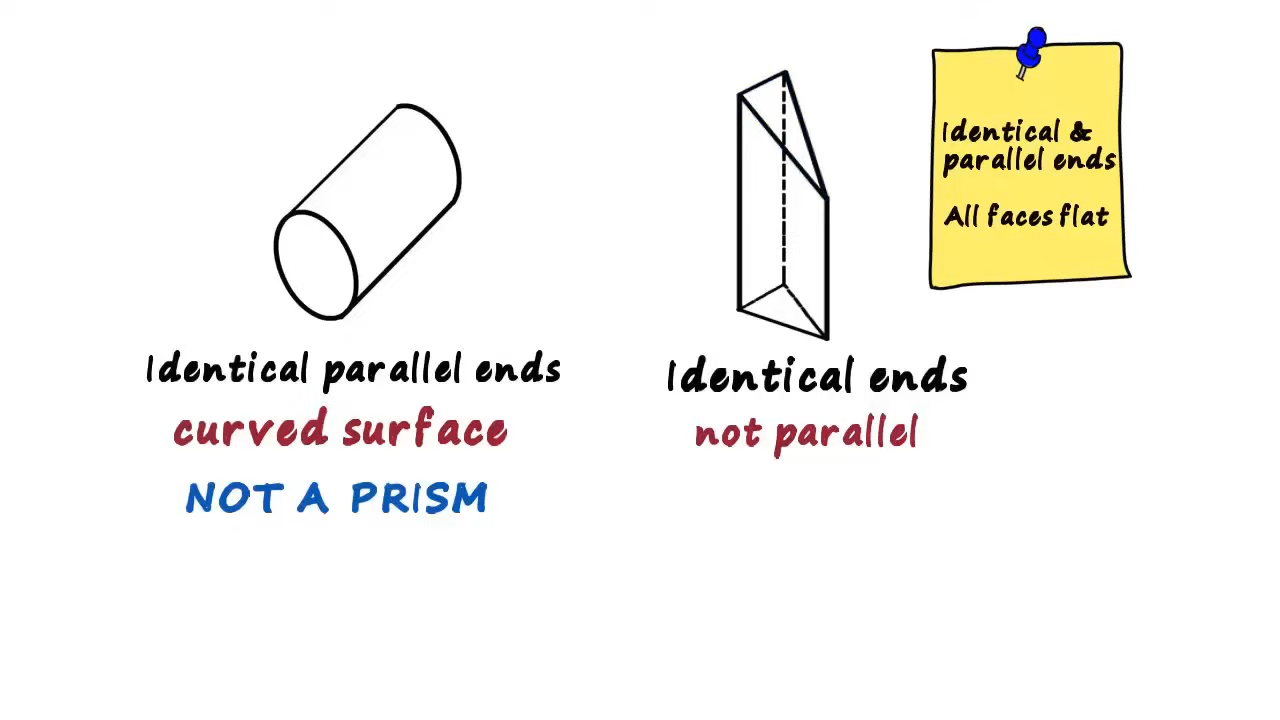 Identical &
parallel ends
All faces flat
Identical parallel ends
curved surface
NOT A PRISM
Identical ends
not parallel